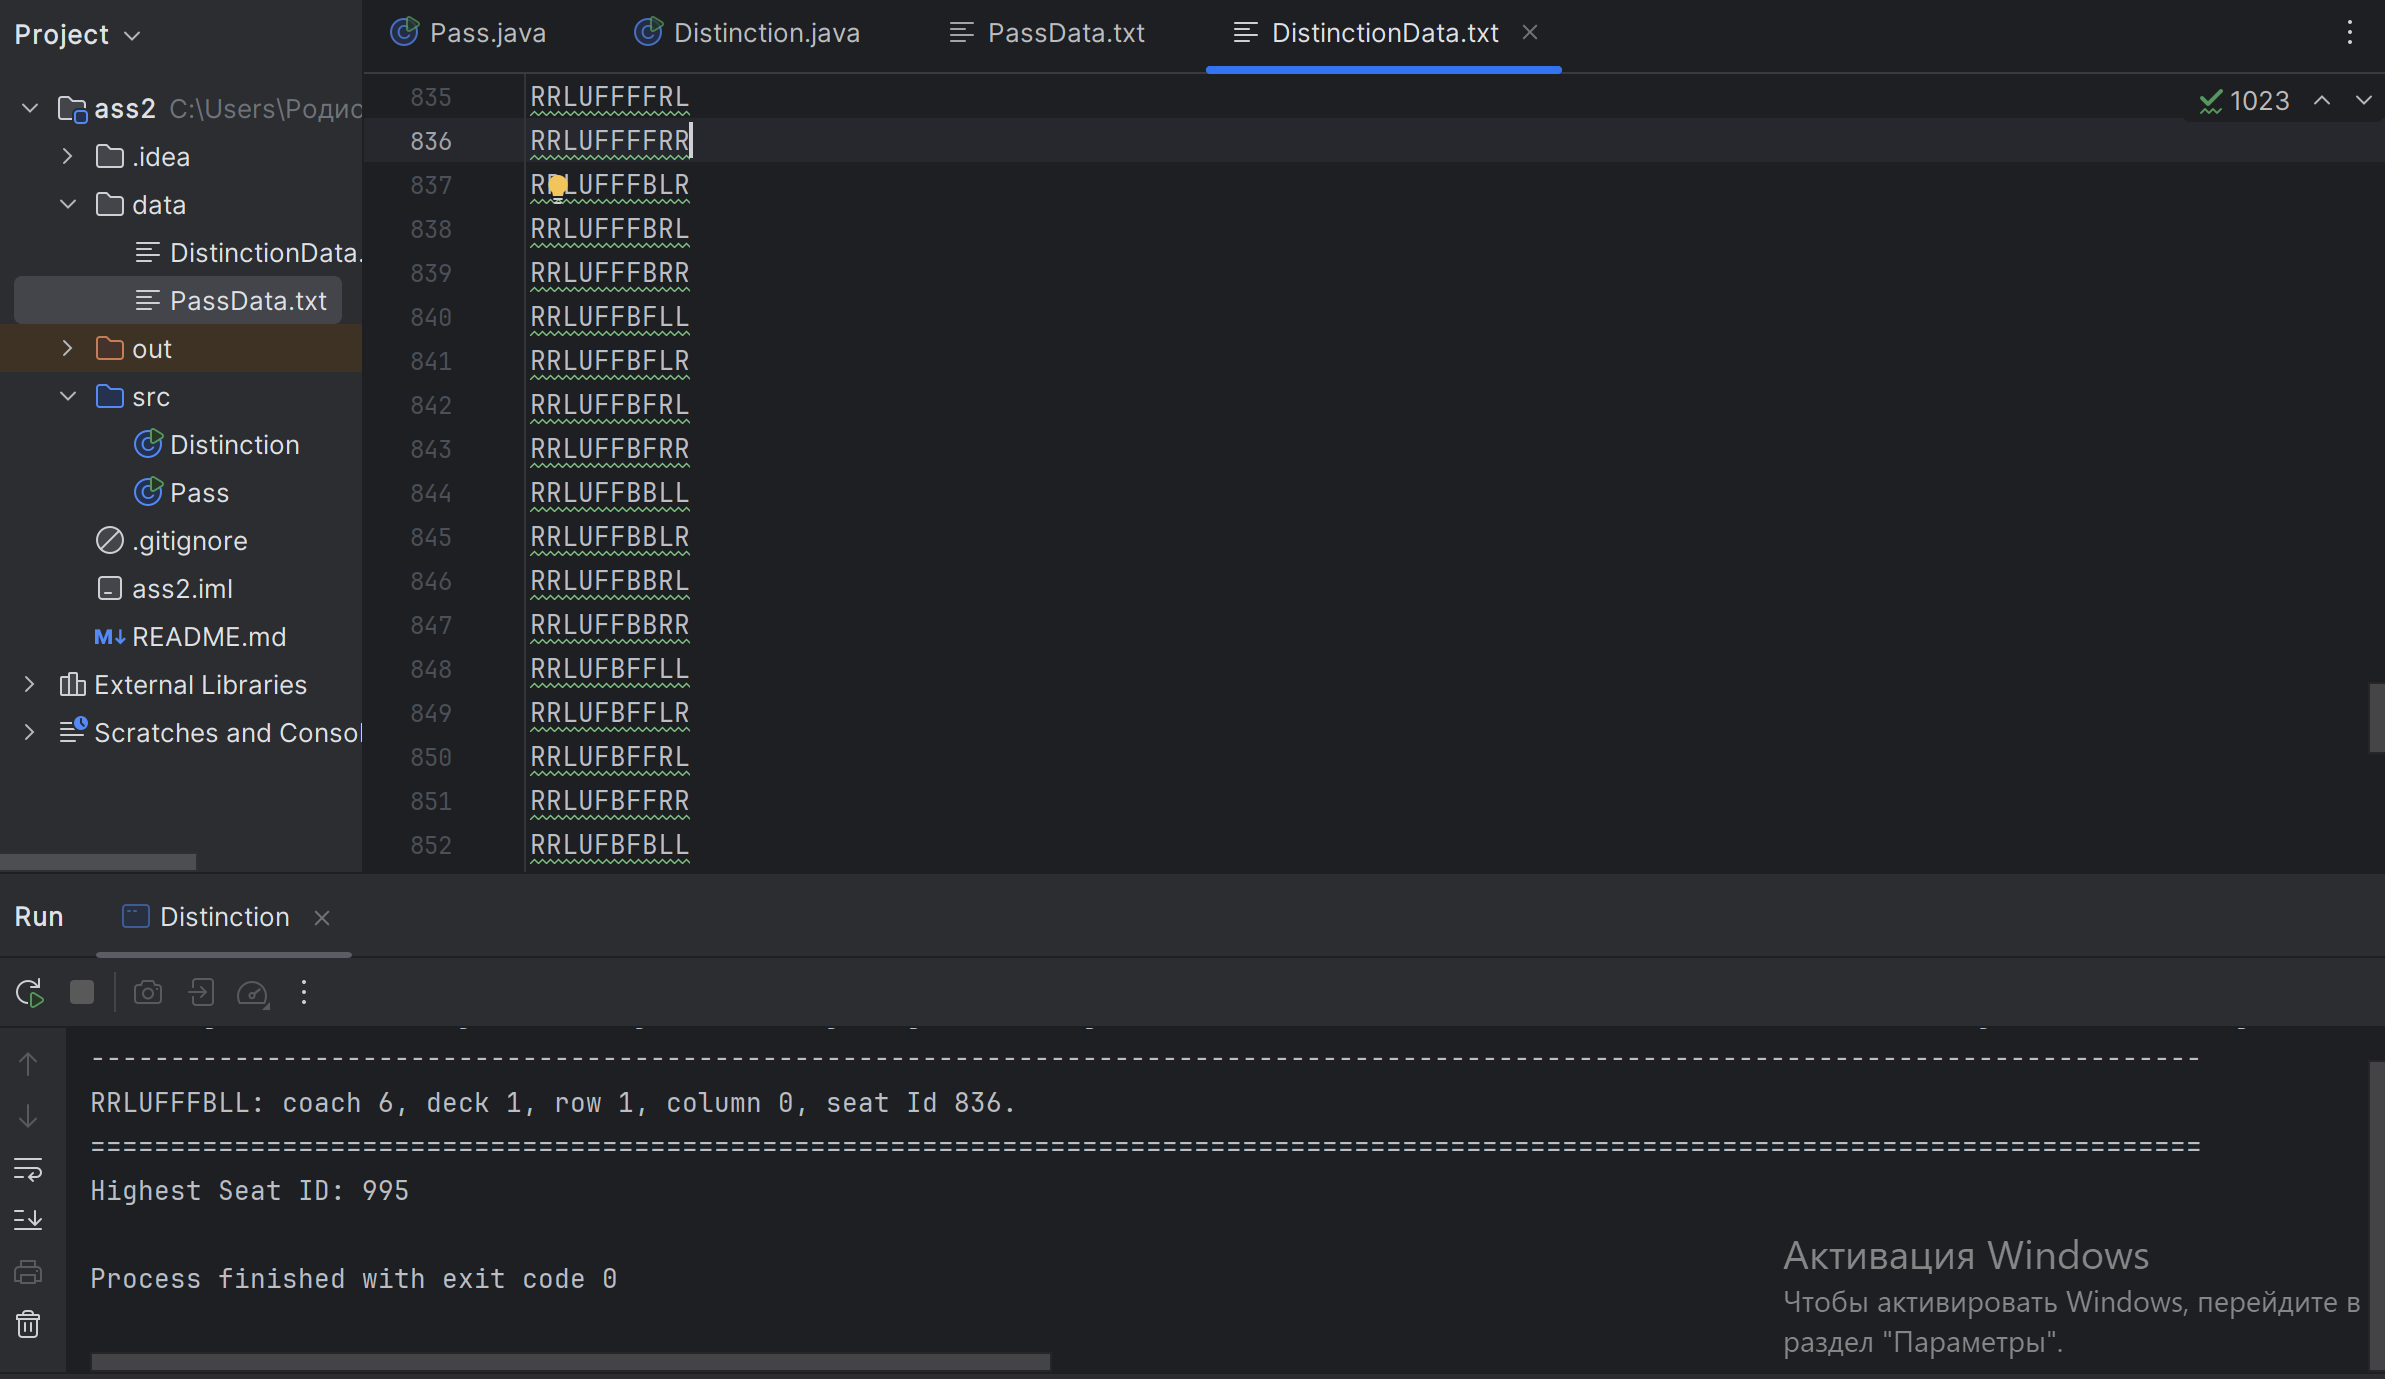 Project
Pass.java
Distinction.java
PassData.txt
DistinctionData.txt
ass2 C:\Users\Родис
.idea
data
DistinctionData.
PassData.txt
out
src
Distinction
Pass
.gitignore
ass2.iml
README.md
External Libraries
Scratches and Consol
1023
835 RRLUFFFFRL
836 RRLUFFFFRR
837 RRLUFFFBLR
838 RRLUFFFBRL
839 RRLUFFFBRR
840 RRLUFFBFLL
841 RRLUFFBFLR
842 RRLUFFBFRL
843 RRLUFFBFRR
844 RRLUFFBBLL
845 RRLUFFBBLR
846 RRLUFFBBRL
847 RRLUFFBBRR
848 RRLUFBFFLL
849 RRLUFBFFLR
850 RRLUFBFFRL
851 RRLUFBFFRR
852 RRLUFBFBLL
Run
Distinction
------------------------------------------------------------------------------------------------------------------------------------
RRLUFFFBLL: coach 6, deck 1, row 1, column 0, seat Id 836.
====================================================================================================================================
Highest Seat ID: 995
Process finished with exit code 0
Активация Windows
Чтобы активировать Windows, перейдите в
раздел "Параметры".